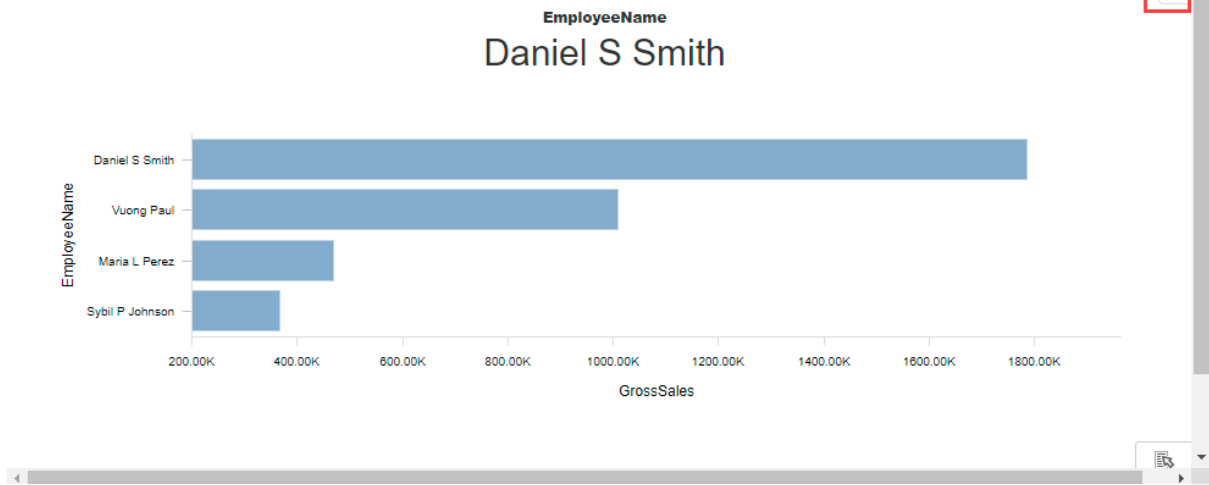 EmployeeName
Daniel S Smith
Daniel S Smith
Vuong Paul
Maria L Perez
Sybil P Johnson
EmployeeName
200.00K 400.00K 600.00K 800.00K 1000.00K 1200.00K 1400.00K 1600.00K 1800.00K
GrossSales